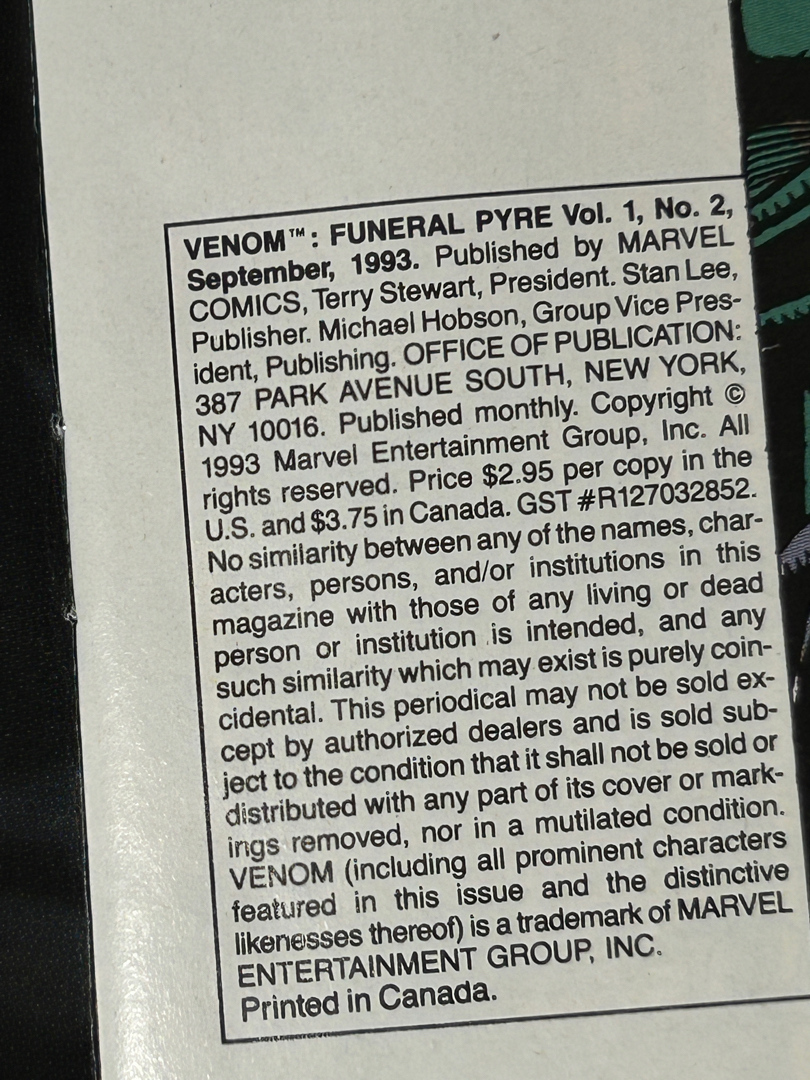 VENOM™: FUNERAL PYRE Vol. 1, No. 2,
September, 1993. Published by MARVEL
COMICS, Terry Stewart, President. Stan Lee,
Publisher. Michael Hobson, Group Vice Pres-
ident, Publishing. OFFICE OF PUBLICATION:
387 PARK AVENUE SOUTH, NEW YORK,
NY 10016. Published monthly. Copyright ©
1993 Marvel Entertainment Group, Inc. All
rights reserved. Price $2.95 per copy in the
U.S. and $3.75 in Canada. GST #R127032852.
No similarity between any of the names, char-
acters, persons, and/or institutions in this
magazine with those of any living or dead
person or institution is intended, and any
such similarity which may exist is purely coin-
cidental. This periodical may not be sold ex-
cept by authorized dealers and is sold sub-
ject to the condition that it shall not be sold or
distributed with any part of its cover or mark-
ings removed, nor in a mutilated condition.
VENOM (including all prominent characters
featured in this issue and the distinctive
likenesses thereof) is a trademark of MARVEL
ENTERTAINMENT GROUP, INC.
Printed in Canada.